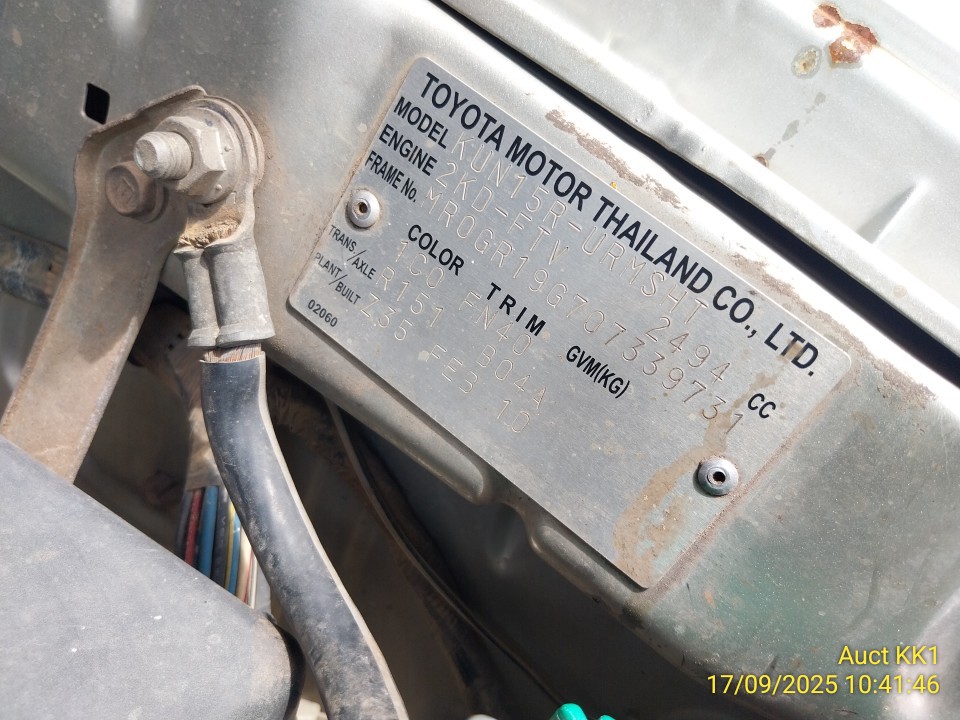 TOYOTA MOTOR THAILAND CO., LTD.
MODEL KUN15R-URMSHT
ENGINE 2KD-FTV 2494 CC
FRAME No. MR0GR19G707339731
COLOR TRIM GVM(KG)
1C0 FN40
TRANS/AXLE R151 B04A
PLANT/BUILT Z35 FEB 10
02060
Auct KK1
17/09/2025 10:41:46